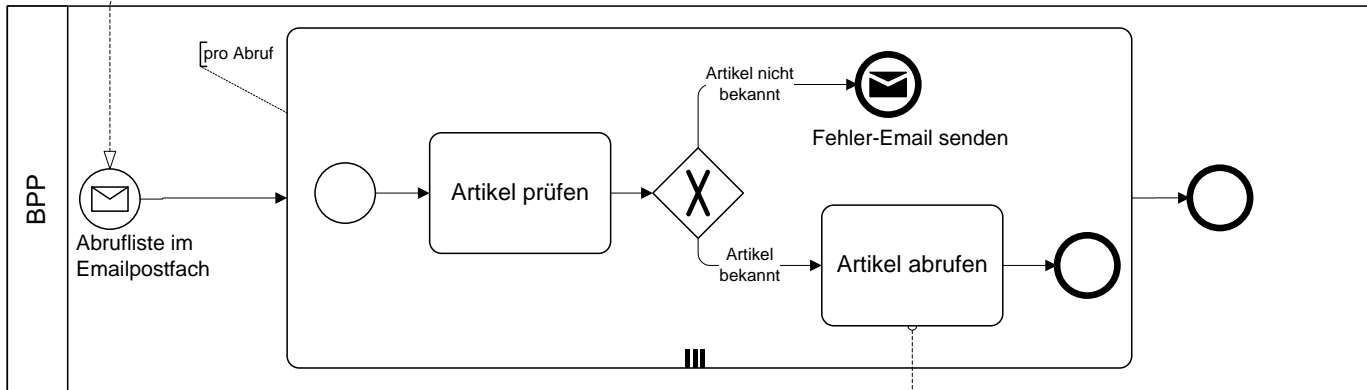 BPP
pro Abruf
Abrufliste im
Emailpostfach
Artikel prüfen
Artikel nicht
bekannt
Fehler-Email senden
Artikel
bekannt
Artikel abrufen